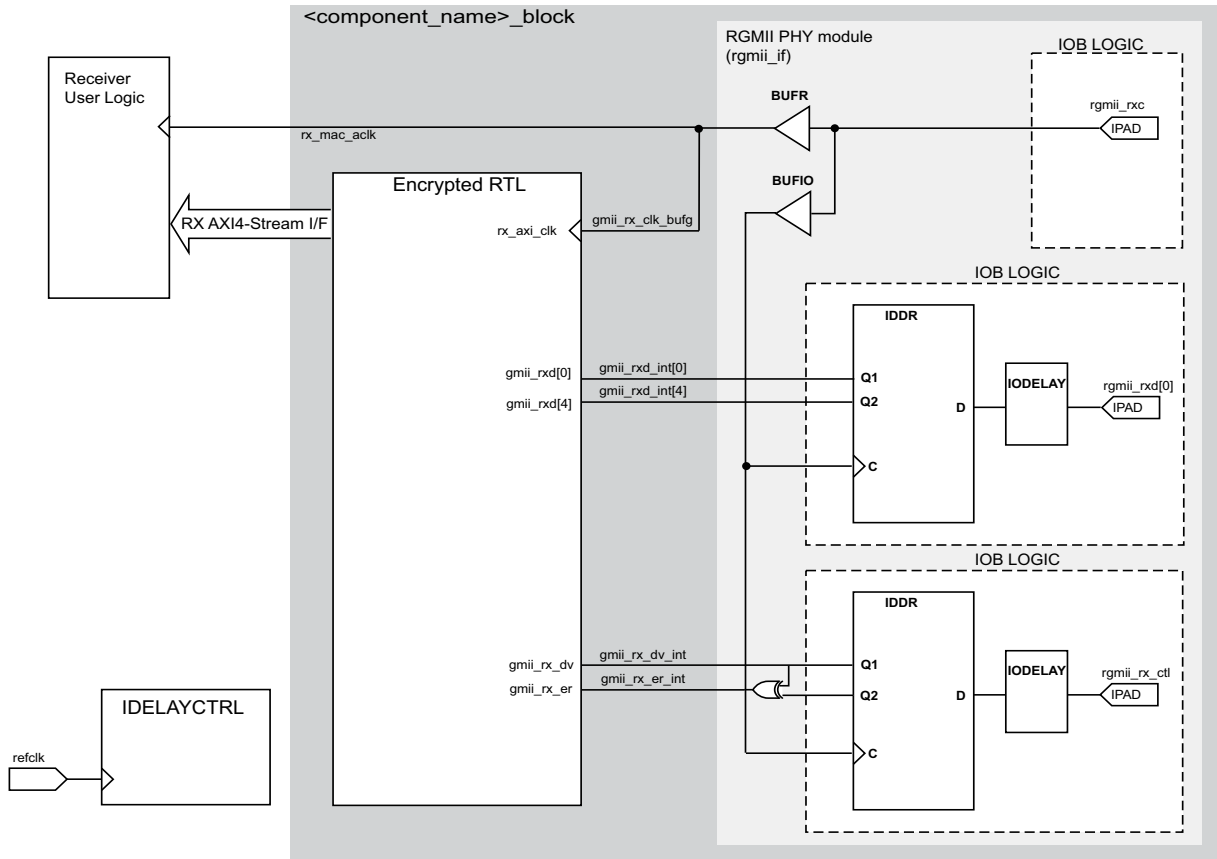 <component_name>_block
RGMII PHY module
(rgmii_if)
IOB LOGIC
Receiver
User Logic
BUFR
rgmii_rxc
IPAD
rx_mac_aclk
BUFIO
Encrypted RTL
RX AXI4-Stream I/F
rx_axi_clk
gmii_rx_clk_bufg
IOB LOGIC
IDDR
gmii_rxd[0]
gmii_rxd_int[0]
Q1
IODELAY
rgmii_rxd[0]
gmii_rxd[4]
gmii_rxd_int[4]
Q2
D
IPAD
C
IOB LOGIC
IDDR
gmii_rx_dv
gmii_rx_dv_int
Q1
IODELAY
rgmii_rx_ctl
gmii_rx_er
gmii_rx_er_int
Q2
D
IPAD
C
IDELAYCTRL
refclk